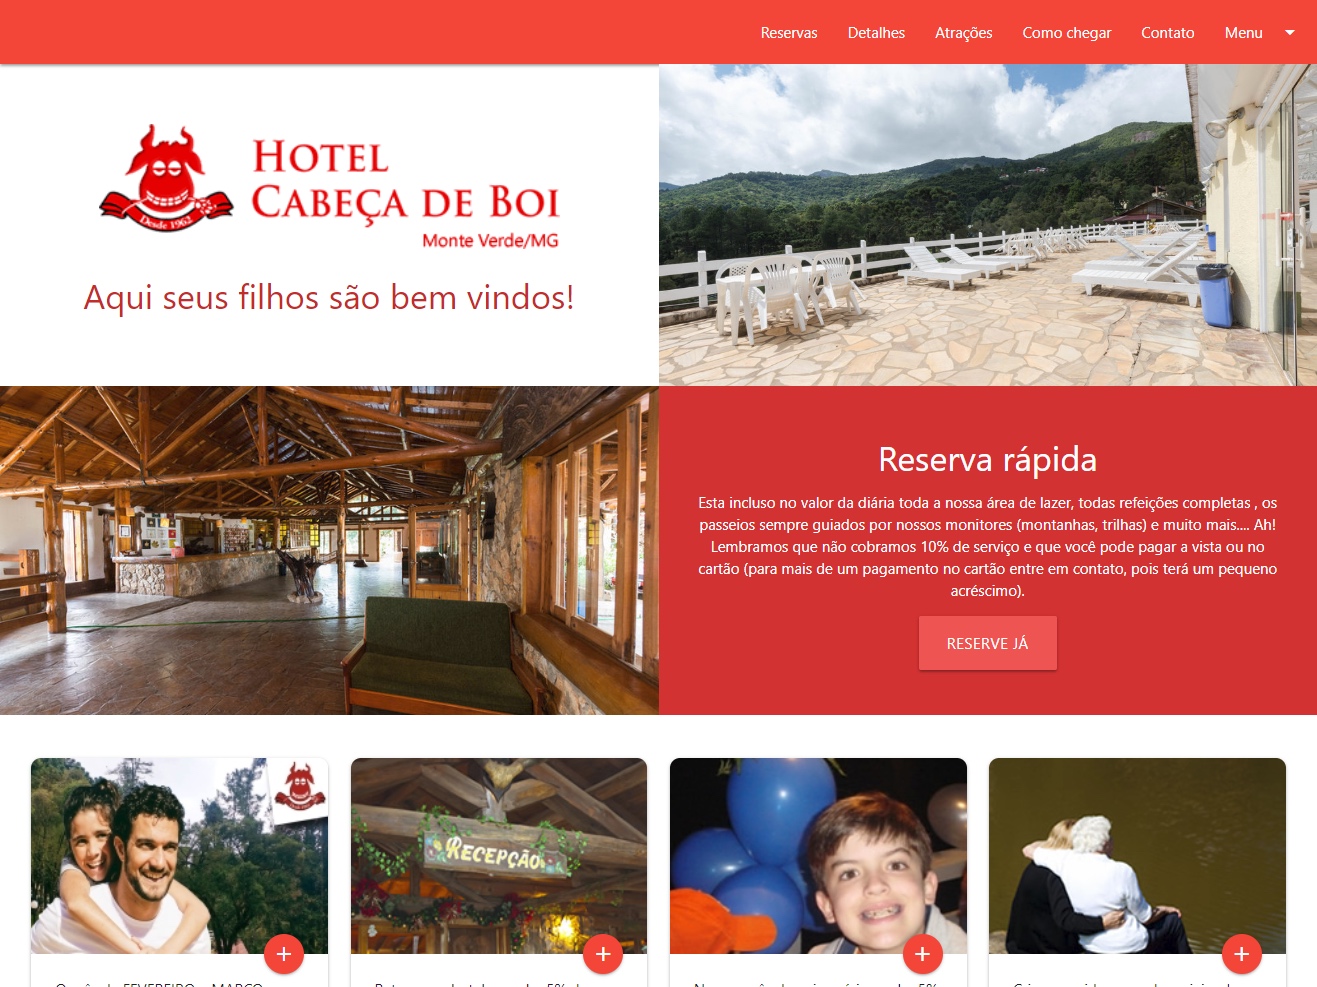 Reservas Detalhes Atrações Como chegar Contato Menu
HOTEL
CABEÇA DE BOI
Desde 1962
Monte Verde/MG
Aqui seus filhos são bem vindos!
Reserva rápida
Esta incluso no valor da diária toda a nossa área de lazer, todas refeições completas , os
passeios sempre guiados por nossos monitores (montanhas, trilhas) e muito mais.... Ah!
Lembramos que não cobramos 10% de serviço e que você pode pagar a vista ou no
cartão (para mais de um pagamento no cartão entre em contato, pois terá um pequeno
acréscimo).
RESERVE JÁ
RECEPÇÃO